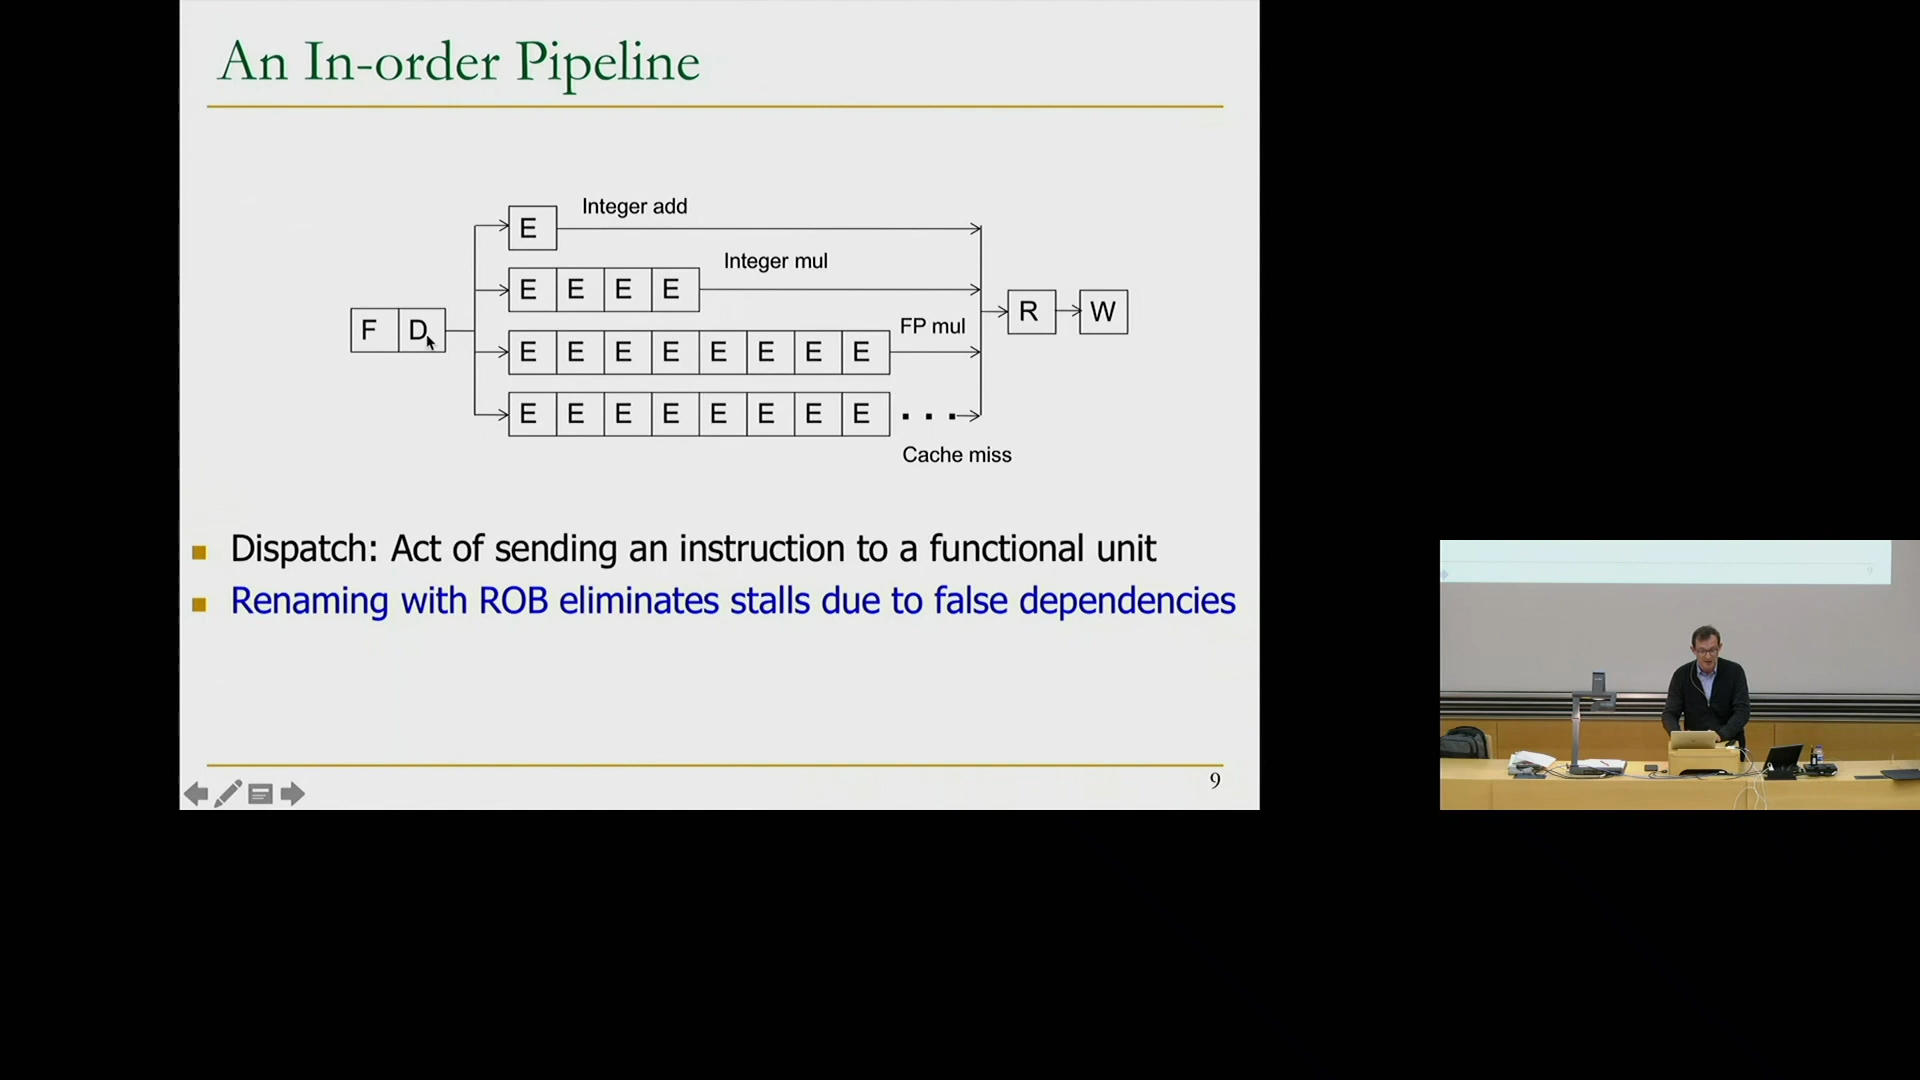 An In-order Pipeline
E
Integer add
E E E E
Integer mul
F D
E E E E E E E E
FP mul
R
W
E E E E E E E E . . .
Cache miss
Dispatch: Act of sending an instruction to a functional unit
Renaming with ROB eliminates stalls due to false dependencies
9
9